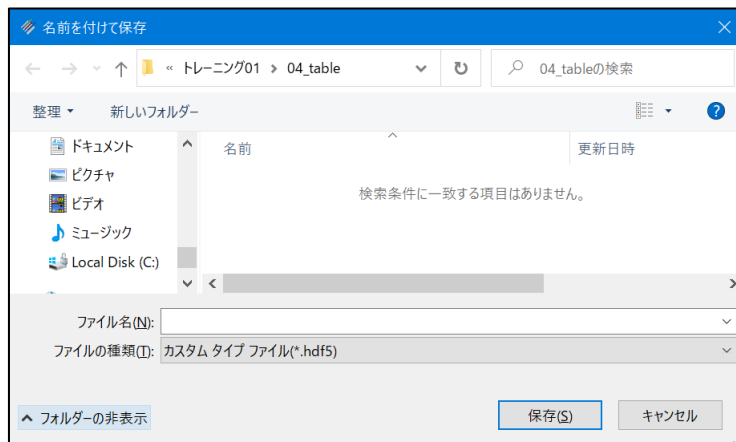 名前を付けて保存
« トレーニング01 > 04_table
04_tableの検索
整理
新しいフォルダー
?
ドキュメント
ピクチャ
ビデオ
ミュージック
Local Disk (C:)
名前
更新日時
検索条件に一致する項目はありません。
ファイル名(N):
ファイルの種類(T): カスタム タイプ ファイル(*.hdf5)
フォルダーの非表示
保存(S)
キャンセル